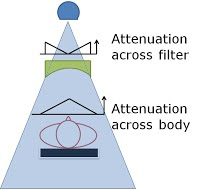 Attenuation
across filter
Attenuation
across body